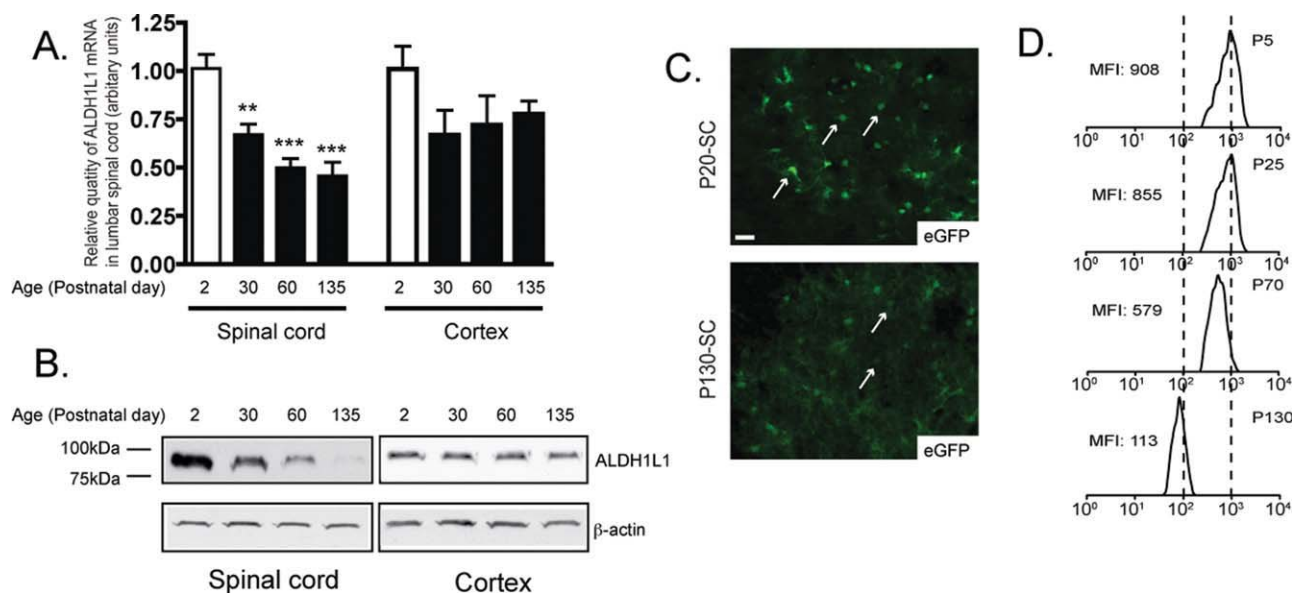 A.
Relative quatity of ALDH1L1 mRNA
in lumbar spinal cord (arbitary units)
1.25
1.00
0.75
0.50
0.25
0.00
** *** ***
Age (Postnatal day) 2 30 60 135 2 30 60 135
Spinal cord Cortex
B.
Age (Postnatal day) 2 30 60 135 2 30 60 135
100kDa
75kDa
ALDH1L1
β-actin
Spinal cord Cortex
C.
P20-SC
eGFP
P130-SC
eGFP
D.
P5
MFI: 908
10⁰ 10¹ 10² 10³ 10⁴
P25
MFI: 855
10⁰ 10¹ 10² 10³ 10⁴
P70
MFI: 579
10⁰ 10¹ 10² 10³ 10⁴
P130
MFI: 113
10⁰ 10¹ 10² 10³ 10⁴